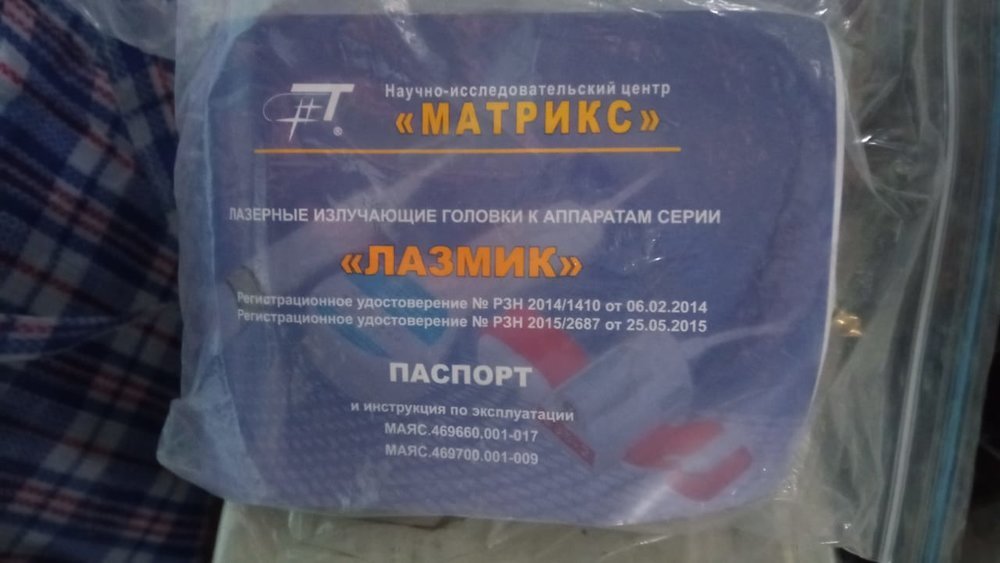 Научно-исследовательский центр
«МАТРИКС»
®
ЛАЗЕРНЫЕ ИЗЛУЧАЮЩИЕ ГОЛОВКИ К АППАРАТАМ СЕРИИ
«ЛАЗМИК»
Регистрационное удостоверение № РЗН 2014/1410 от 06.02.2014
Регистрационное удостоверение № РЗН 2015/2687 от 25.05.2015
ПАСПОРТ
и инструкция по эксплуатации
МАЯС.469660.001-017
МАЯС.469700.001-009